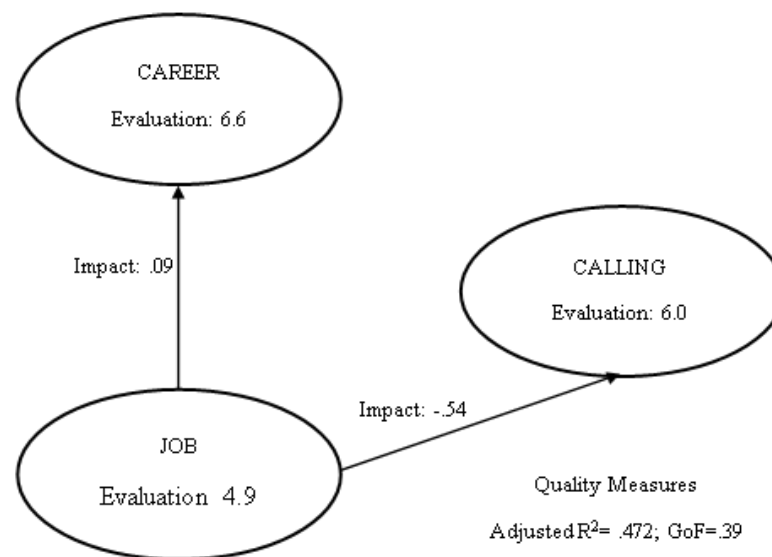 CAREER
Evaluation: 6.6
Impact: .09
CALLING
Evaluation: 6.0
Impact: -.54
JOB
Evaluation 4.9
Quality Measures
Adjusted R²= .472; GoF=.39